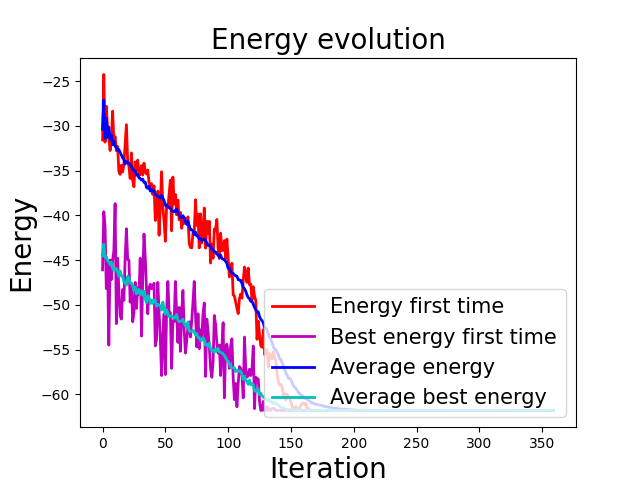 Energy evolution
Energy
−25
−30
−35
−40
−45
−50
−55
−60
Energy first time
Best energy first time
Average energy
Average best energy
0 50 100 150 200 250 300 350
Iteration